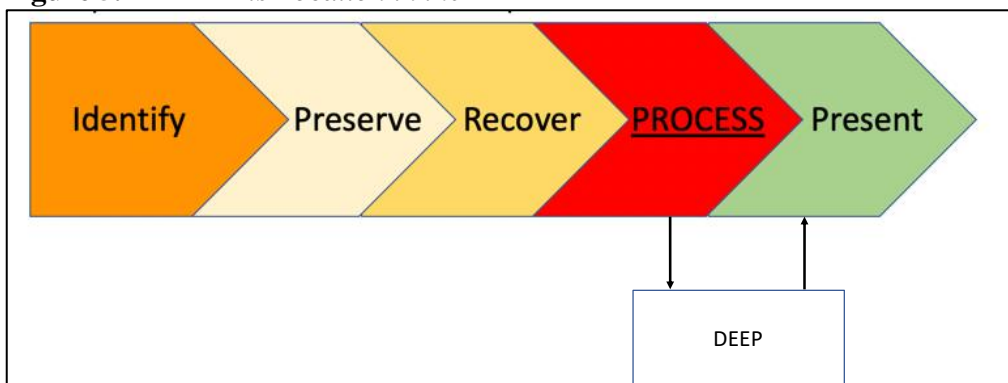 Identify
Preserve
Recover
PROCESS
Present
DEEP